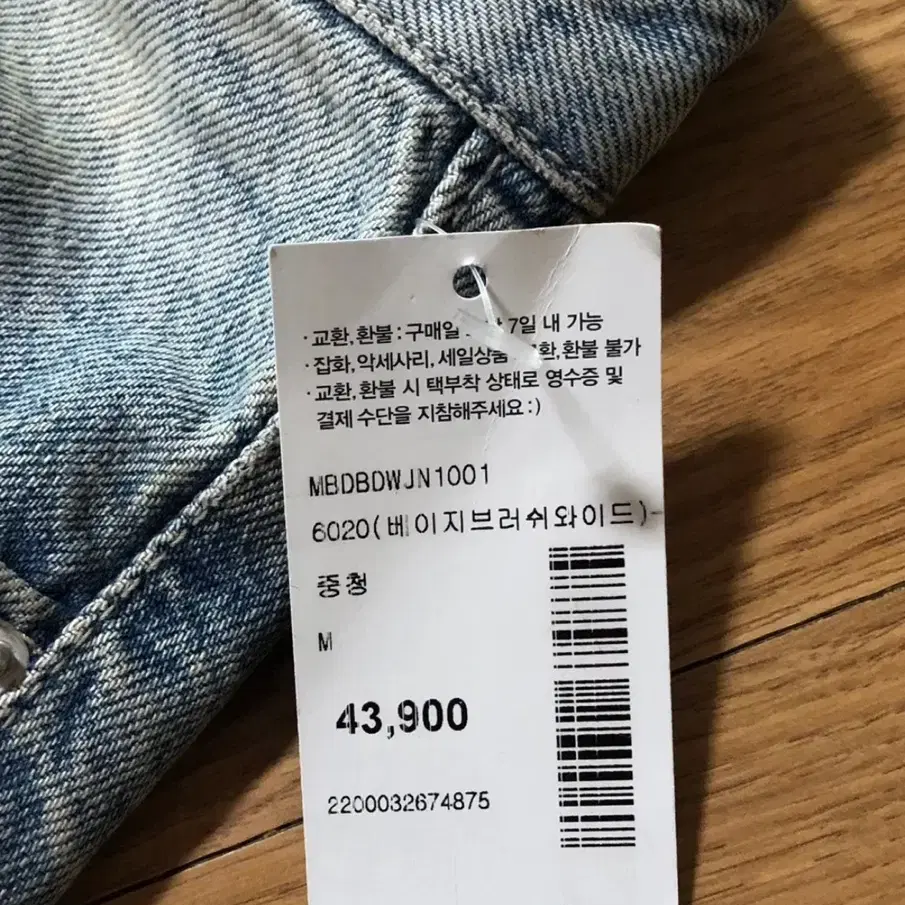 · 교환, 환불 : 구매일 7일 내 가능
· 잡화, 악세사리, 세일상품 환불 불가
· 교환, 환불 시 택부착 상태로 영수증 및
결제 수단을 지참해주세요 :)
MBDBDWJN1001
6020(베이지브러쉬와이드)-
중청
M
43,900
2200032674875